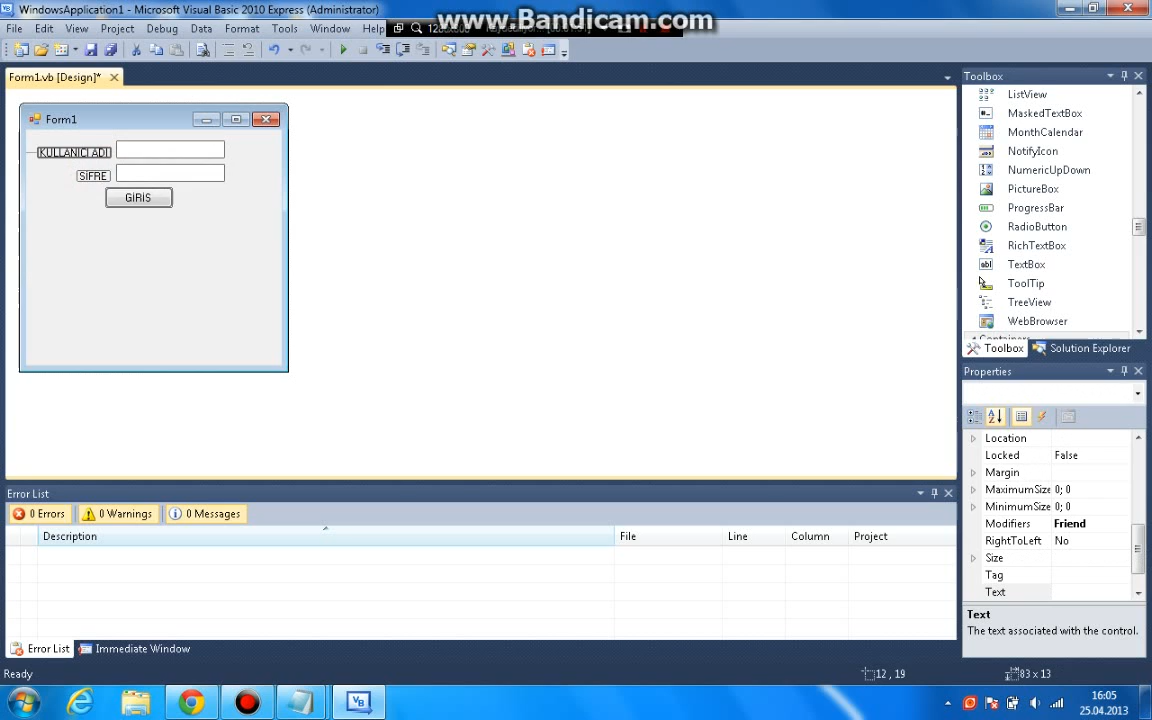 WindowsApplication1 - Microsoft Visual Basic 2010 Express (Administrator)
www.Bandicam.com
File Edit View Project Debug Data Format Tools Window Help
Form1.vb [Design]*
Form1
KULLANICI ADI
SİFRE
GİRİS
Toolbox
ListView
MaskedTextBox
MonthCalendar
NotifyIcon
NumericUpDown
PictureBox
ProgressBar
RadioButton
RichTextBox
TextBox
ToolTip
TreeView
WebBrowser
Containers
Toolbox Solution Explorer
Properties
Location
Locked False
Margin
MaximumSize 0; 0
MinimumSize 0; 0
Modifiers Friend
RightToLeft No
Size
Tag
Text
Text
The text associated with the control.
Error List
0 Errors 0 Warnings 0 Messages
Description File Line Column Project
Error List Immediate Window
Ready 12 , 19 83 x 13
16:05
25.04.2013